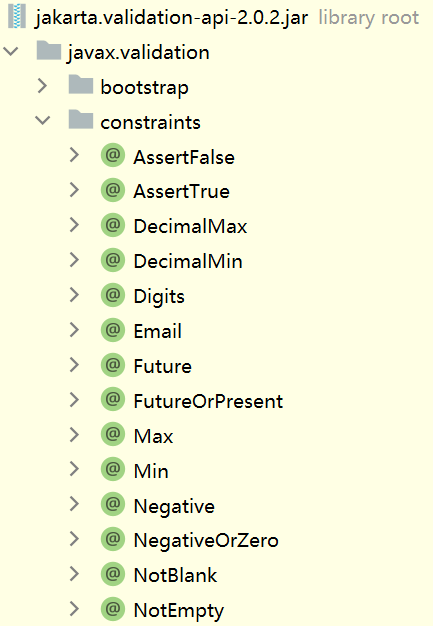 jakarta.validation-api-2.0.2.jar library root
javax.validation
bootstrap
constraints
@ AssertFalse
@ AssertTrue
@ DecimalMax
@ DecimalMin
@ Digits
@ Email
@ Future
@ FutureOrPresent
@ Max
@ Min
@ Negative
@ NegativeOrZero
@ NotBlank
@ NotEmpty